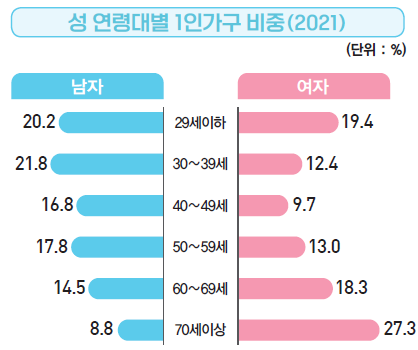 성 연령대별 1인가구 비중(2021)
(단위 : %)
남자 여자
20.2 29세이하 19.4
21.8 30~39세 12.4
16.8 40~49세 9.7
17.8 50~59세 13.0
14.5 60~69세 18.3
8.8 70세이상 27.3